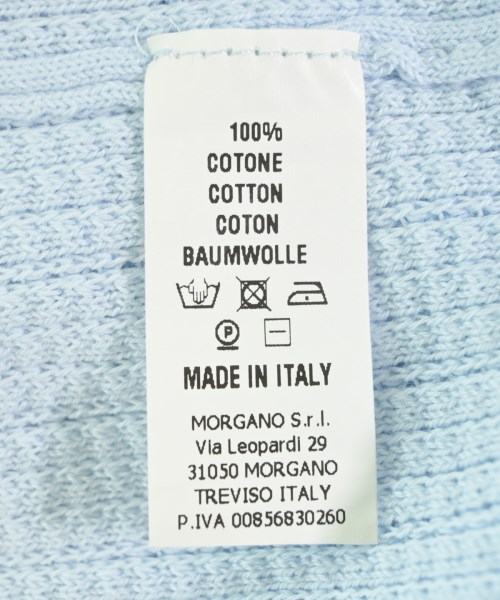 100%
COTONE
COTTON
COTON
BAUMWOLLE
P
MADE IN ITALY
MORGANO S.r.l.
Via Leopardi 29
31050 MORGANO
TREVISO ITALY
P.IVA 00856830260